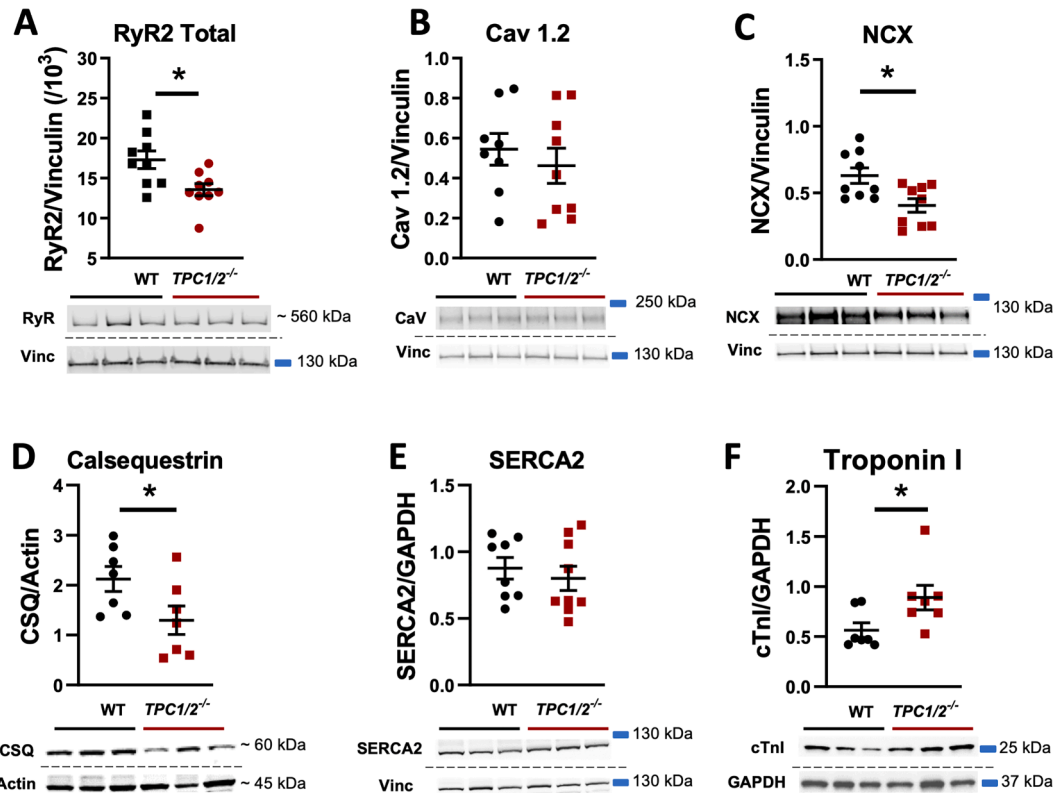 A
RyR2 Total
RyR2/Vinculin (/10³)
30
25
20
15
10
5
*
WT
TPC1/2-/-
RyR
~ 560 kDa
Vinc
130 kDa
B
Cav 1.2
Cav 1.2/Vinculin
1.0
0.8
0.6
0.4
0.2
0.0
WT
TPC1/2-/-
250 kDa
CaV
Vinc
130 kDa
C
NCX
NCX/Vinculin
1.5
1.0
0.5
0.0
*
WT
TPC1/2-/-
130 kDa
NCX
Vinc
130 kDa
D
Calsequestrin
CSQ/Actin
4
3
2
1
0
*
WT
TPC1/2-/-
CSQ
~ 60 kDa
Actin
~ 45 kDa
E
SERCA2
SERCA2/GAPDH
1.5
1.0
0.5
0.0
WT
TPC1/2-/-
130 kDa
SERCA2
Vinc
130 kDa
F
Troponin I
cTnI/GAPDH
2.0
1.5
1.0
0.5
0.0
*
WT
TPC1/2-/-
cTnI
25 kDa
GAPDH
37 kDa